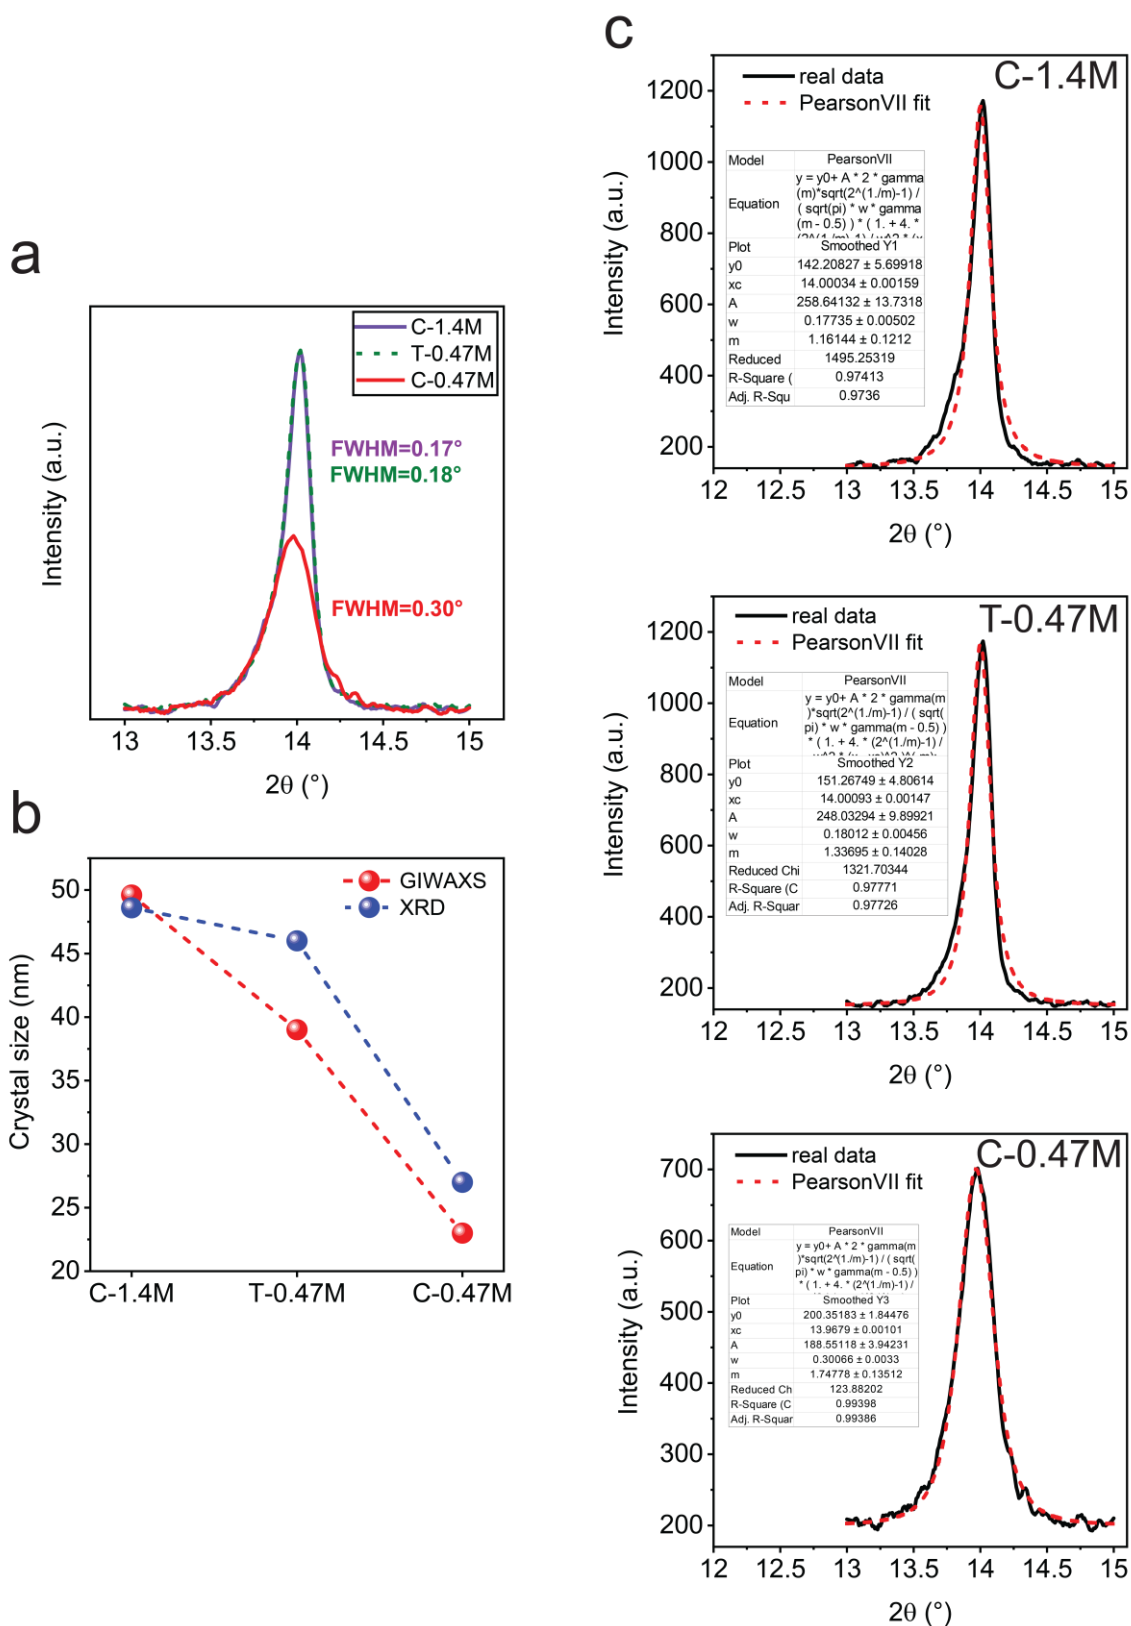 a
C-1.4M
T-0.47M
C-0.47M
FWHM=0.17°
FWHM=0.18°
FWHM=0.30°
Intensity (a.u.)
13 13.5 14 14.5 15
2θ (°)
b
GIWAXS
XRD
Crystal size (nm)
50
45
40
35
30
25
20
C-1.4M T-0.47M C-0.47M
c
real data
PearsonVII fit
C-1.4M
Intensity (a.u.)
1200
1000
800
600
400
200
Model PearsonVII
Equation y = y0+ A * 2 * gamma
(m)*sqrt(2^(1./m)-1) /
( sqrt(pi) * w * gamma
(m - 0.5) ) * ( 1. + 4. *
Plot Smoothed Y1
y0 142.20827 ± 5.69918
xc 14.00034 ± 0.00159
A 258.64132 ± 13.7318
w 0.17735 ± 0.00502
m 1.16144 ± 0.1212
Reduced 1495.25319
R-Square ( 0.97413
Adj. R-Squ 0.9736
12 12.5 13 13.5 14 14.5 15
2θ (°)
real data
PearsonVII fit
T-0.47M
Intensity (a.u.)
1200
1000
800
600
400
200
Model PearsonVII
Equation y = y0+ A * 2 * gamma(m
)*sqrt(2^(1./m)-1) / ( sqrt(
pi) * w * gamma(m - 0.5) )
* ( 1. + 4. * (2^(1./m)-1) /
Plot Smoothed Y2
y0 151.26749 ± 4.80614
xc 14.00093 ± 0.00147
A 248.03294 ± 9.89921
w 0.18012 ± 0.00456
m 1.33695 ± 0.14028
Reduced Chi 1321.70344
R-Square (C 0.97771
Adj. R-Squar 0.97726
12 12.5 13 13.5 14 14.5 15
2θ (°)
real data
PearsonVII fit
C-0.47M
Intensity (a.u.)
700
600
500
400
300
200
Model PearsonVII
Equation y = y0+ A * 2 * gamma(m
)*sqrt(2^(1./m)-1) / ( sqrt(
pi) * w * gamma(m - 0.5) )
* ( 1. + 4. * (2^(1./m)-1) /
Plot Smoothed Y3
y0 200.35183 ± 1.84476
xc 13.9679 ± 0.00101
A 188.55118 ± 3.94231
w 0.30066 ± 0.0033
m 1.74778 ± 0.13512
Reduced Ch 123.88202
R-Square (C 0.99398
Adj. R-Squar 0.99386
12 12.5 13 13.5 14 14.5 15
2θ (°)